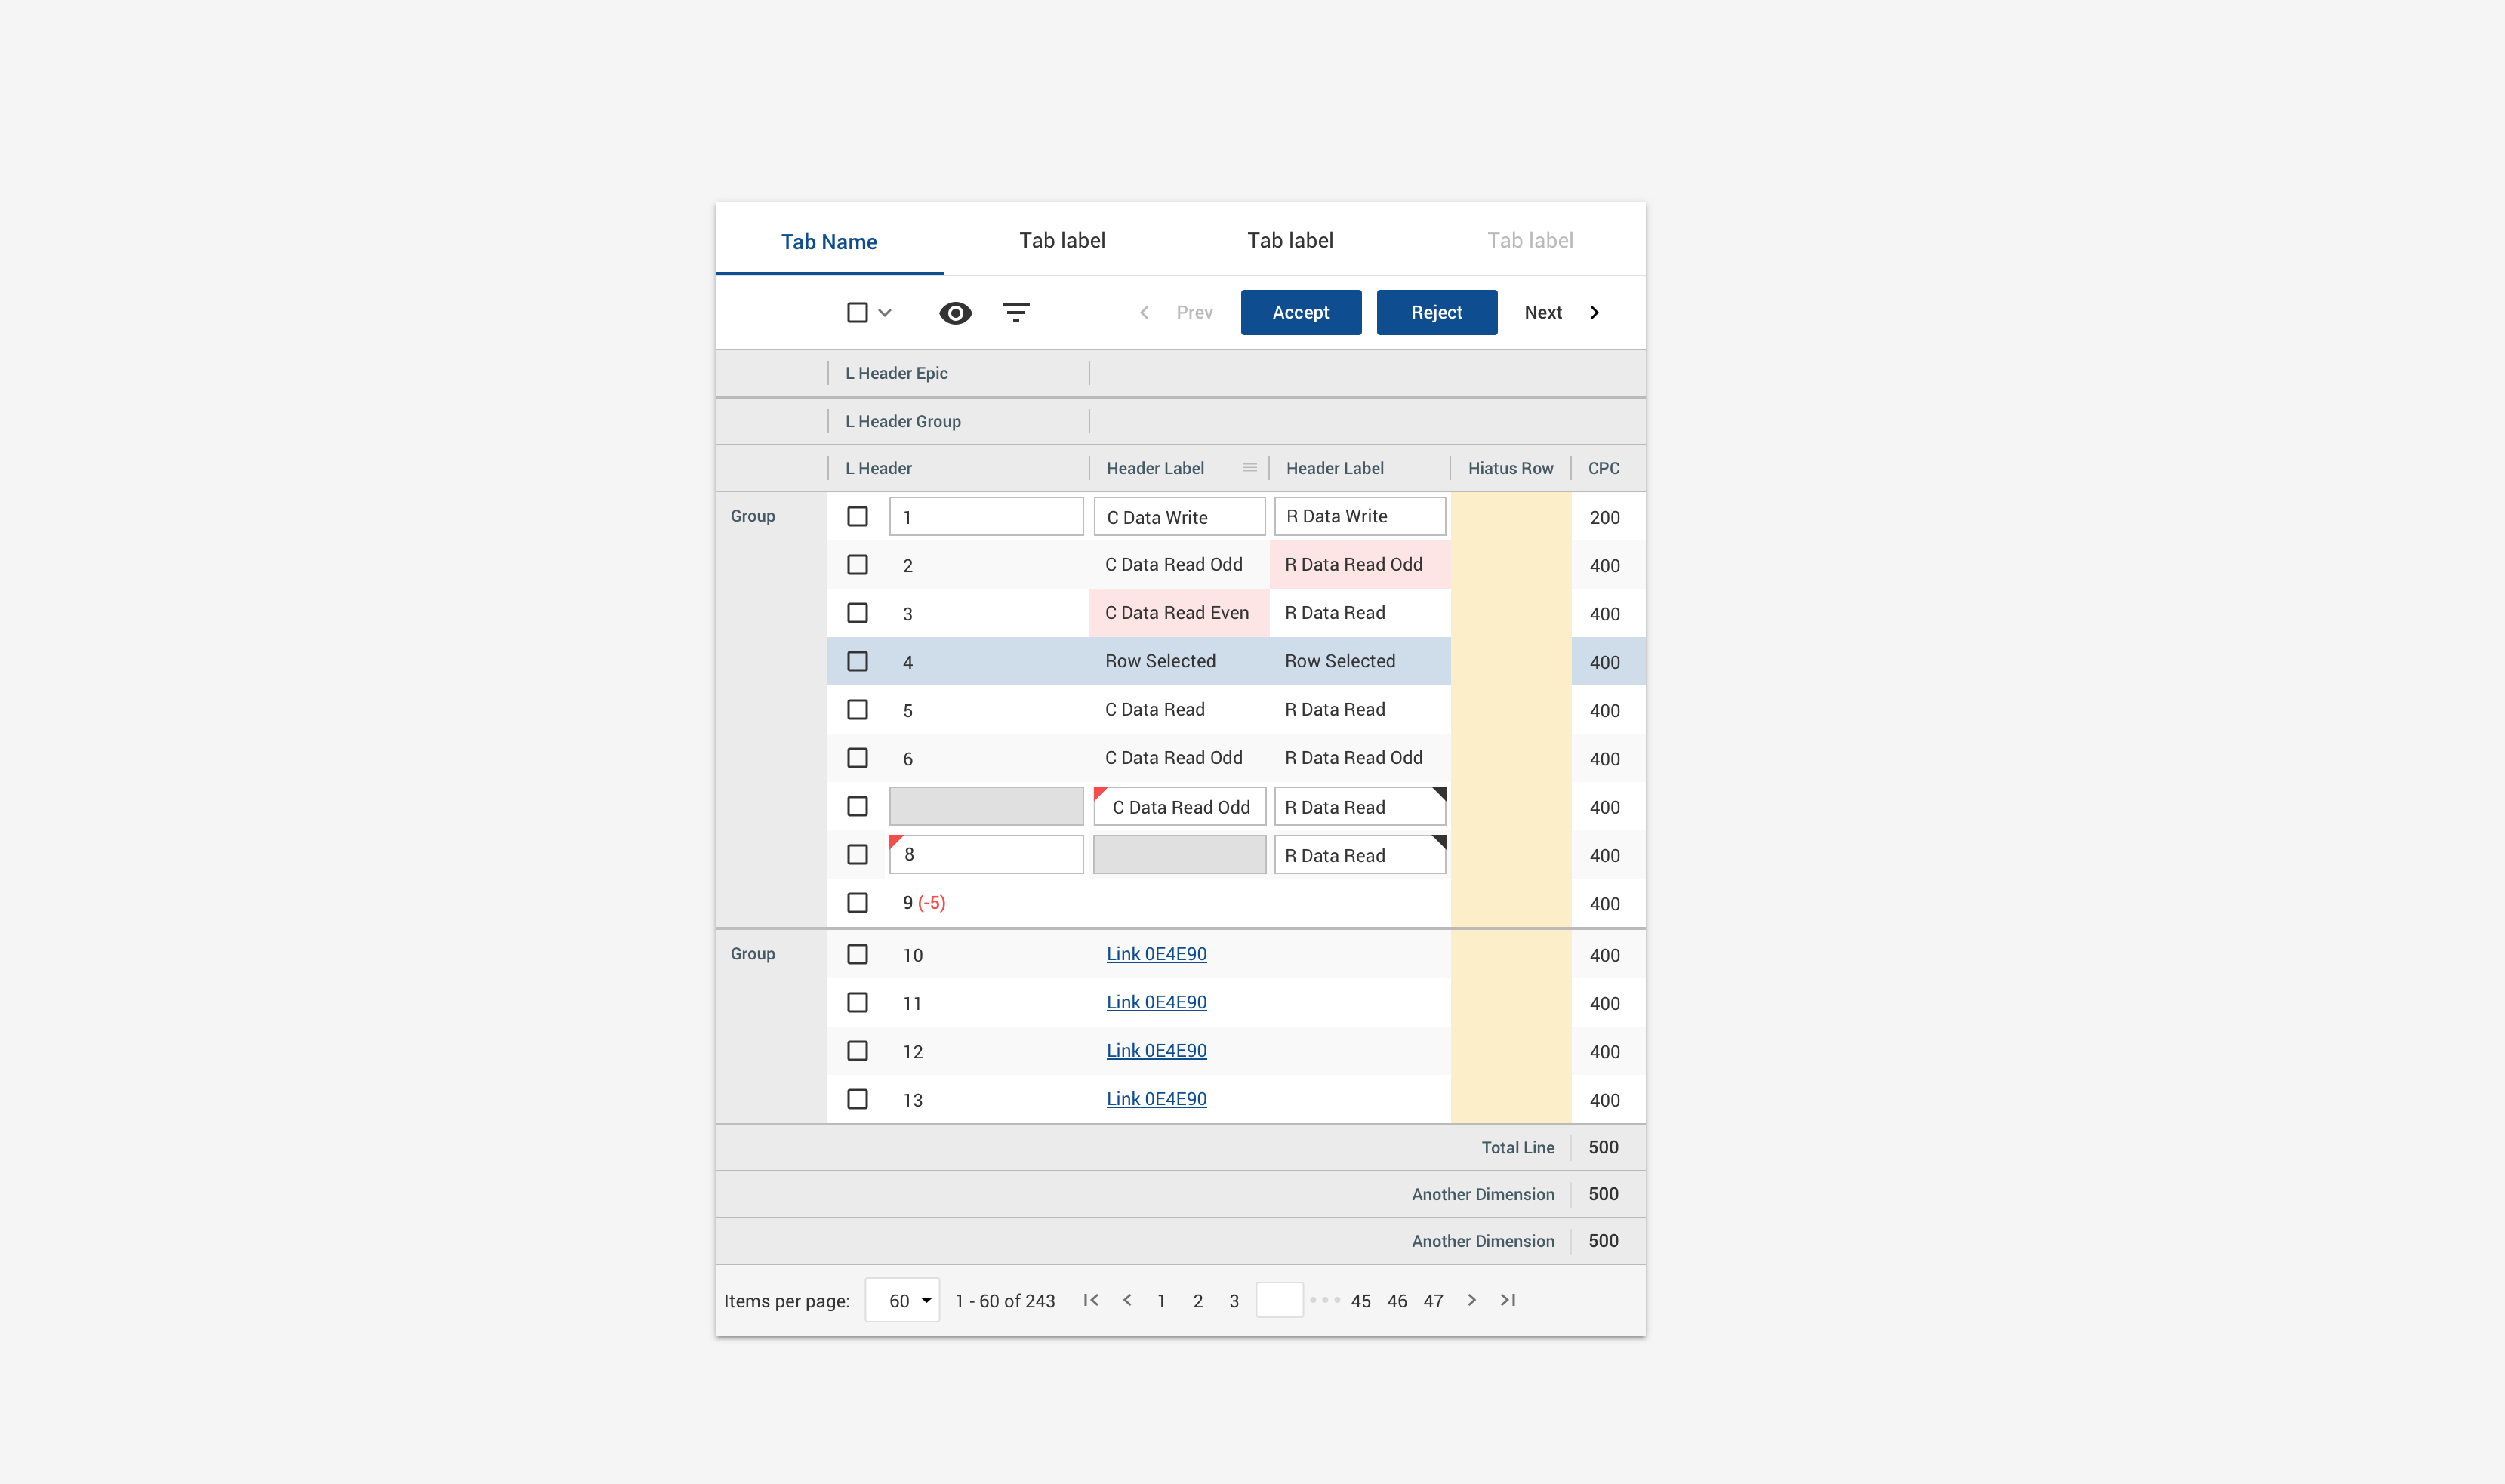 Tab Name Tab label Tab label Tab label
Prev Accept Reject Next
L Header Epic
L Header Group
L Header Header Label Header Label Hiatus Row CPC
Group 1 C Data Write R Data Write 200
2 C Data Read Odd R Data Read Odd 400
3 C Data Read Even R Data Read 400
4 Row Selected Row Selected 400
5 C Data Read R Data Read 400
6 C Data Read Odd R Data Read Odd 400
C Data Read Odd R Data Read 400
8 R Data Read 400
9 (-5) 400
Group 10 Link 0E4E90 400
11 Link 0E4E90 400
12 Link 0E4E90 400
13 Link 0E4E90 400
Total Line 500
Another Dimension 500
Another Dimension 500
Items per page: 60 1 - 60 of 243 1 2 3 45 46 47